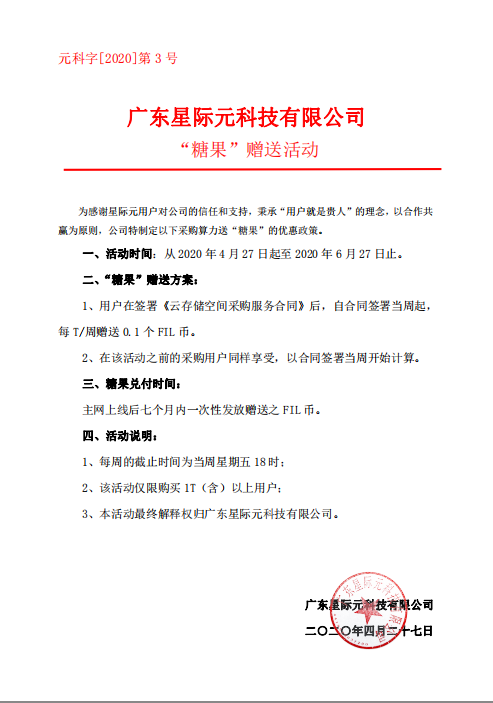 元科字[2020]第 3 号
广东星际元科技有限公司
“糖果”赠送活动
为感谢星际元用户对公司的信任和支持，秉承“用户就是贵人”的理念，以合作共
赢为原则，公司特制定以下采购算力送“糖果”的优惠政策。
一、活动时间：从 2020 年 4 月 27 日起至 2020 年 6 月 27 日止。
二、“糖果”赠送方案：
1、用户在签署《云存储空间采购服务合同》后，自合同签署当周起，
每 T/周赠送 0.1 个 FIL 币。
2、在该活动之前的采购用户同样享受，以合同签署当周开始计算。
三、糖果兑付时间：
主网上线后七个月内一次性发放赠送之 FIL 币。
四、活动说明：
1、每周的截止时间为当周星期五 18 时；
2、该活动仅限购买 1T（含）以上用户；
3、本活动最终解释权归广东星际元科技有限公司。
广东星际元科技有限公司
二〇二〇年四月二十七日